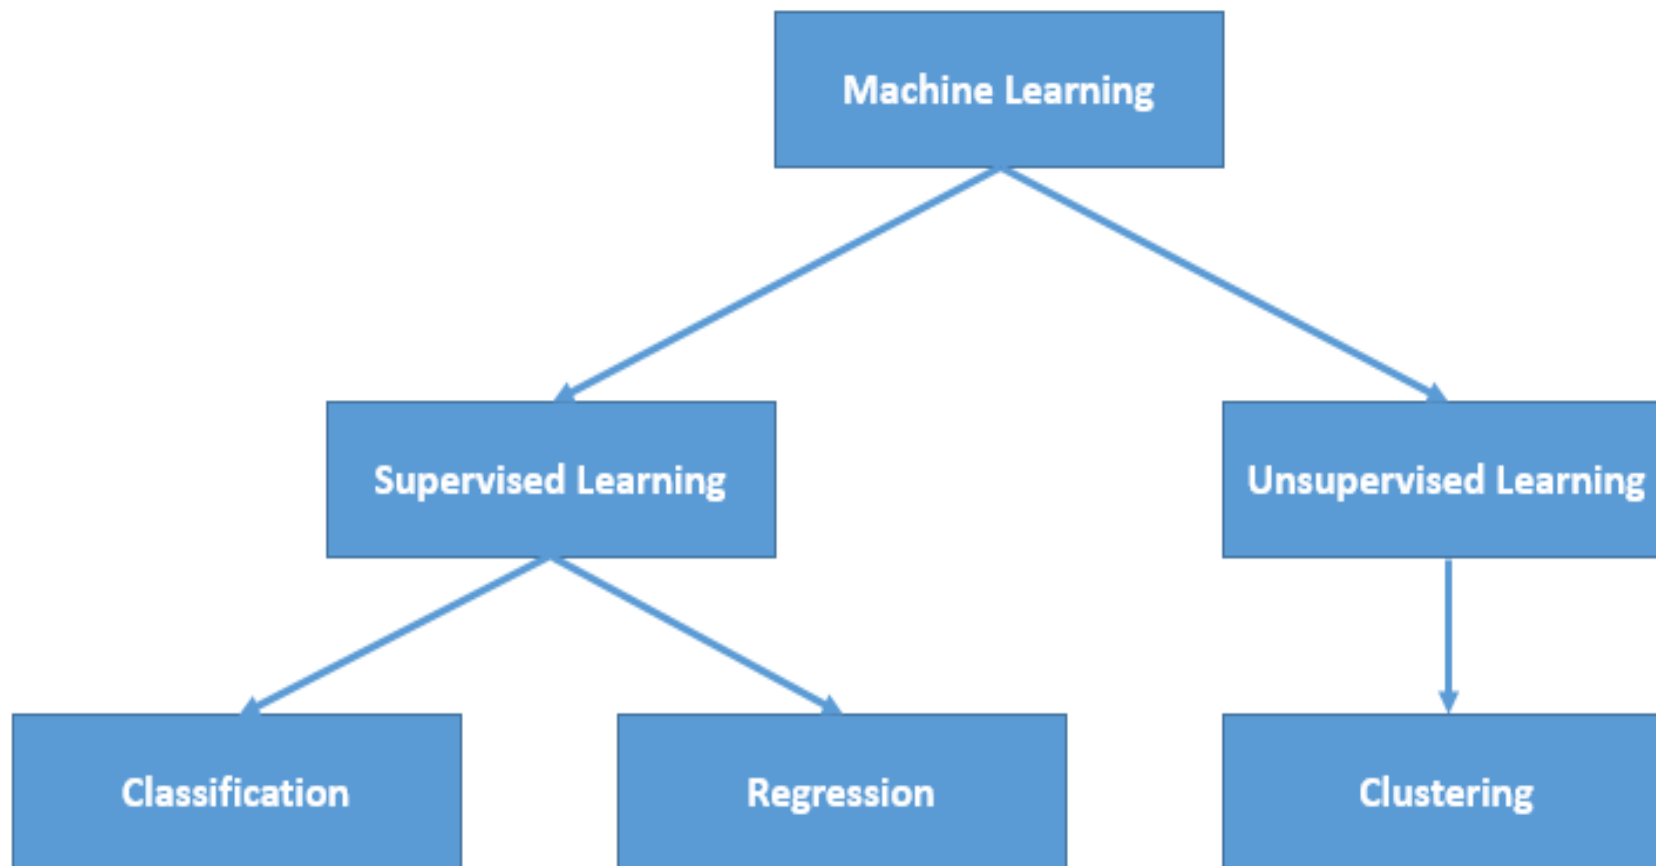 Machine Learning
Supervised Learning
Unsupervised Learning
Classification
Regression
Clustering